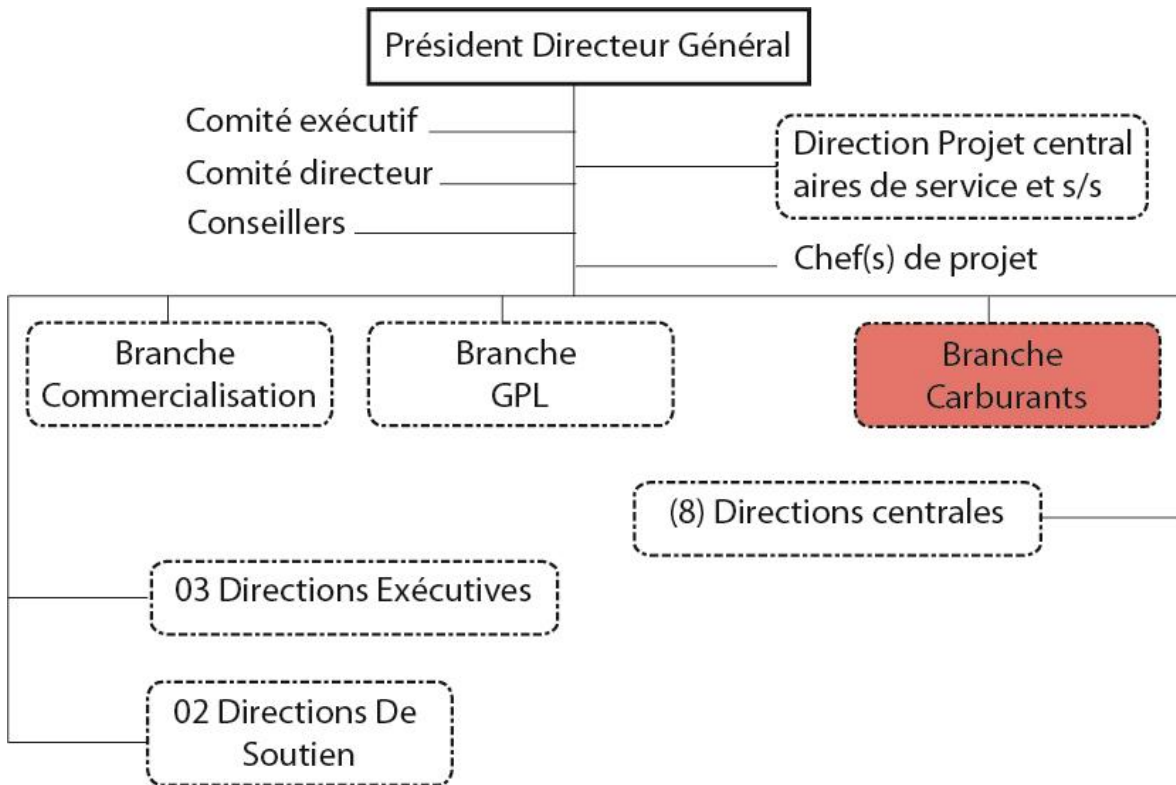 Président Directeur Général
Comité exécutif
Comité directeur
Conseillers
Direction Projet central
aires de service et s/s
Chef(s) de projet
Branche
Commercialisation
Branche
GPL
Branche
Carburants
(8) Directions centrales
03 Directions Exécutives
02 Directions De
Soutien